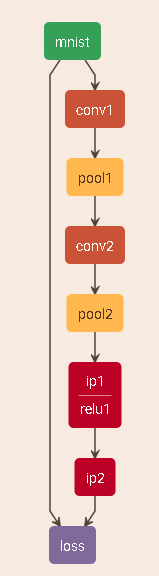 mnist
conv1
pool1
conv2
pool2
ip1
relu1
ip2
loss